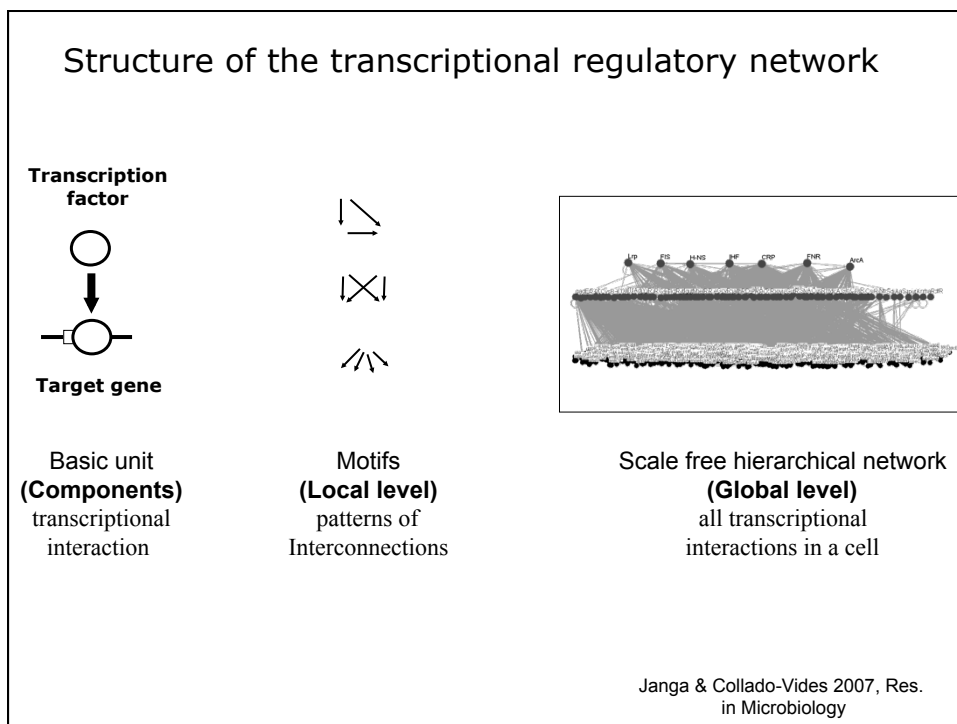 Structure of the transcriptional regulatory network
Transcription
factor
Target gene
Basic unit
(Components)
transcriptional
interaction
Motifs
(Local level)
patterns of
Interconnections
Lrp FIS H-NS IHF CRP FNR ArcA
Scale free hierarchical network
(Global level)
all transcriptional
interactions in a cell
Janga & Collado-Vides 2007, Res.
in Microbiology